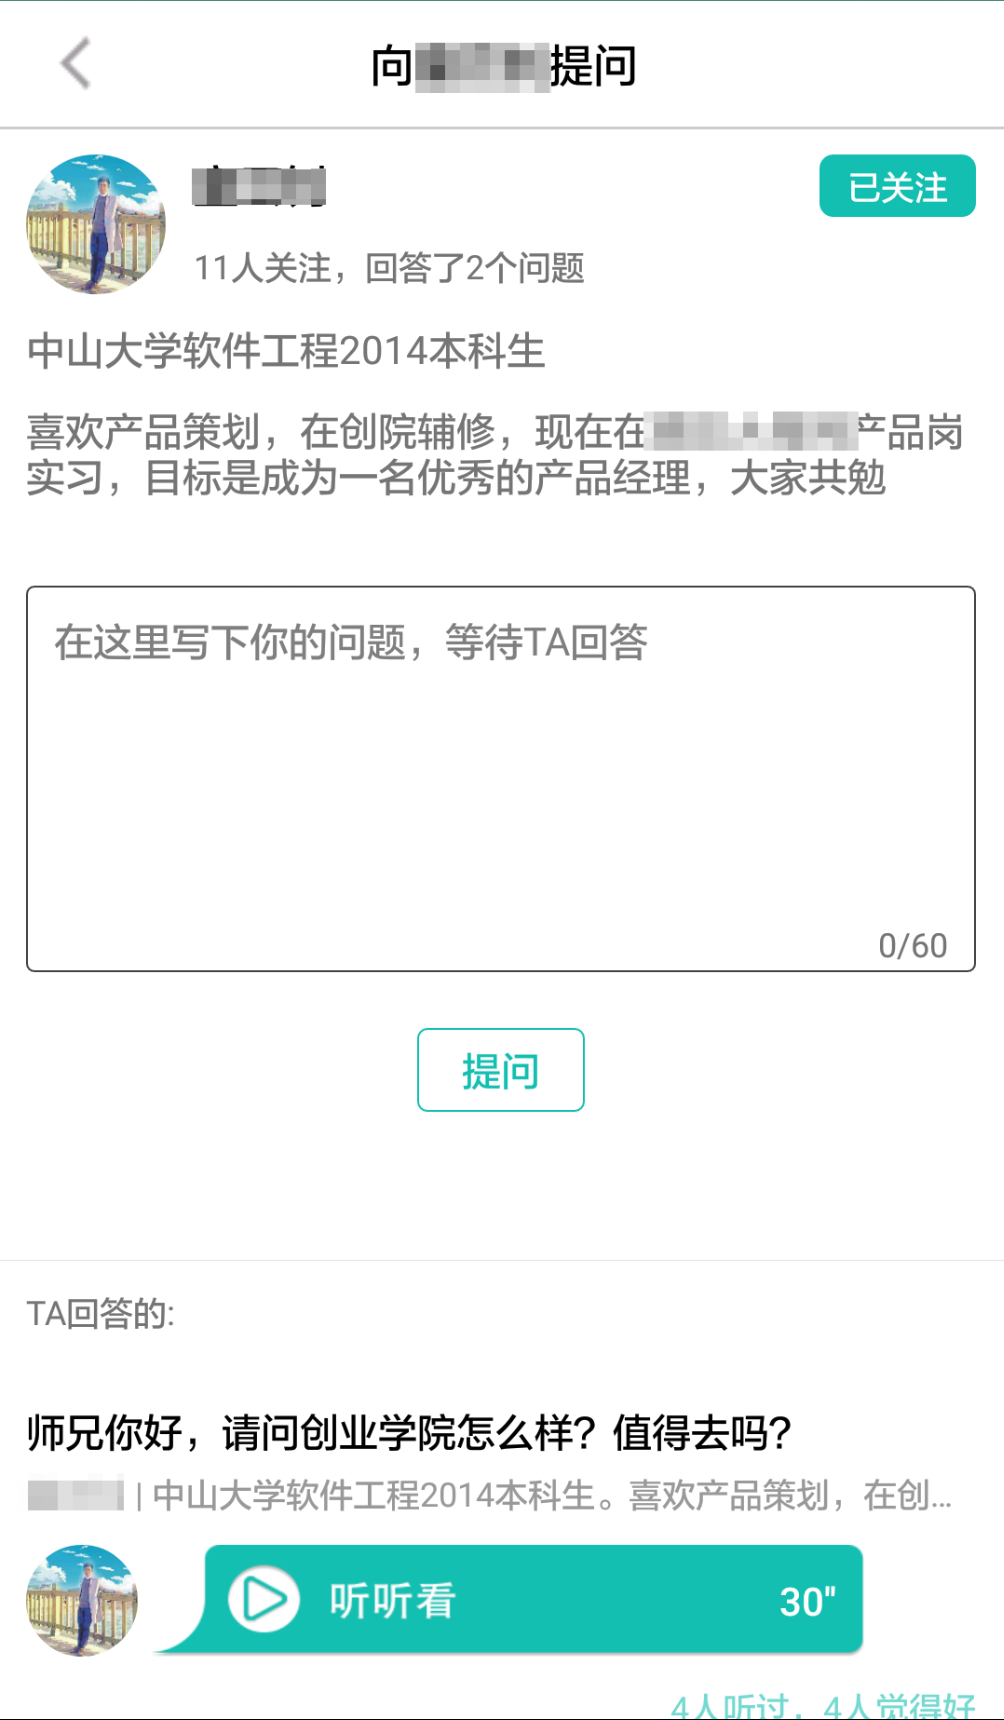 向提问
已关注
11人关注，回答了2个问题
中山大学软件工程2014本科生
喜欢产品策划，在创院辅修，现在在产品岗
实习，目标是成为一名优秀的产品经理，大家共勉
在这里写下你的问题，等待TA回答
0/60
提问
TA回答的:
师兄你好，请问创业学院怎么样？值得去吗？
| 中山大学软件工程2014本科生。喜欢产品策划，在创...
听听看 30"
4人听过，4人觉得好